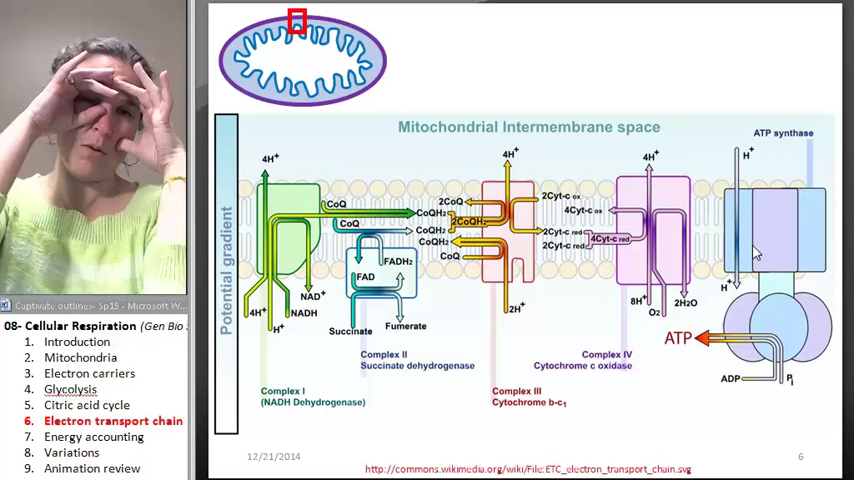 Mitochondrial Intermembrane space
ATP synthase
Potential gradient
4H+
4H+
4H+
H+
CoQ
CoQ
CoQH2
CoQH2
CoQH2
CoQ
2CoQ
2CoQH2
2Cyt-c ox
2Cyt-c red
2Cyt-c red
4Cyt-c ox
4Cyt-c red
FADH2
FAD
NAD+
NADH
4H+
H+
Succinate
Fumerate
2H+
8H+
O2
2H2O
H+
ATP
ADP
Pi
Complex I
(NADH Dehydrogenase)
Complex II
Succinate dehydrogenase
Complex III
Cytochrome b-c1
Complex IV
Cytochrome c oxidase
12/21/2014
6
http://commons.wikimedia.org/wiki/File:ETC_electron_transport_chain.svg
Captivate outlines- Sp15 - Microsoft W...
08- Cellular Respiration (Gen Bio
1. Introduction
2. Mitochondria
3. Electron carriers
4. Glycolysis
5. Citric acid cycle
6. Electron transport chain
7. Energy accounting
8. Variations
9. Animation review